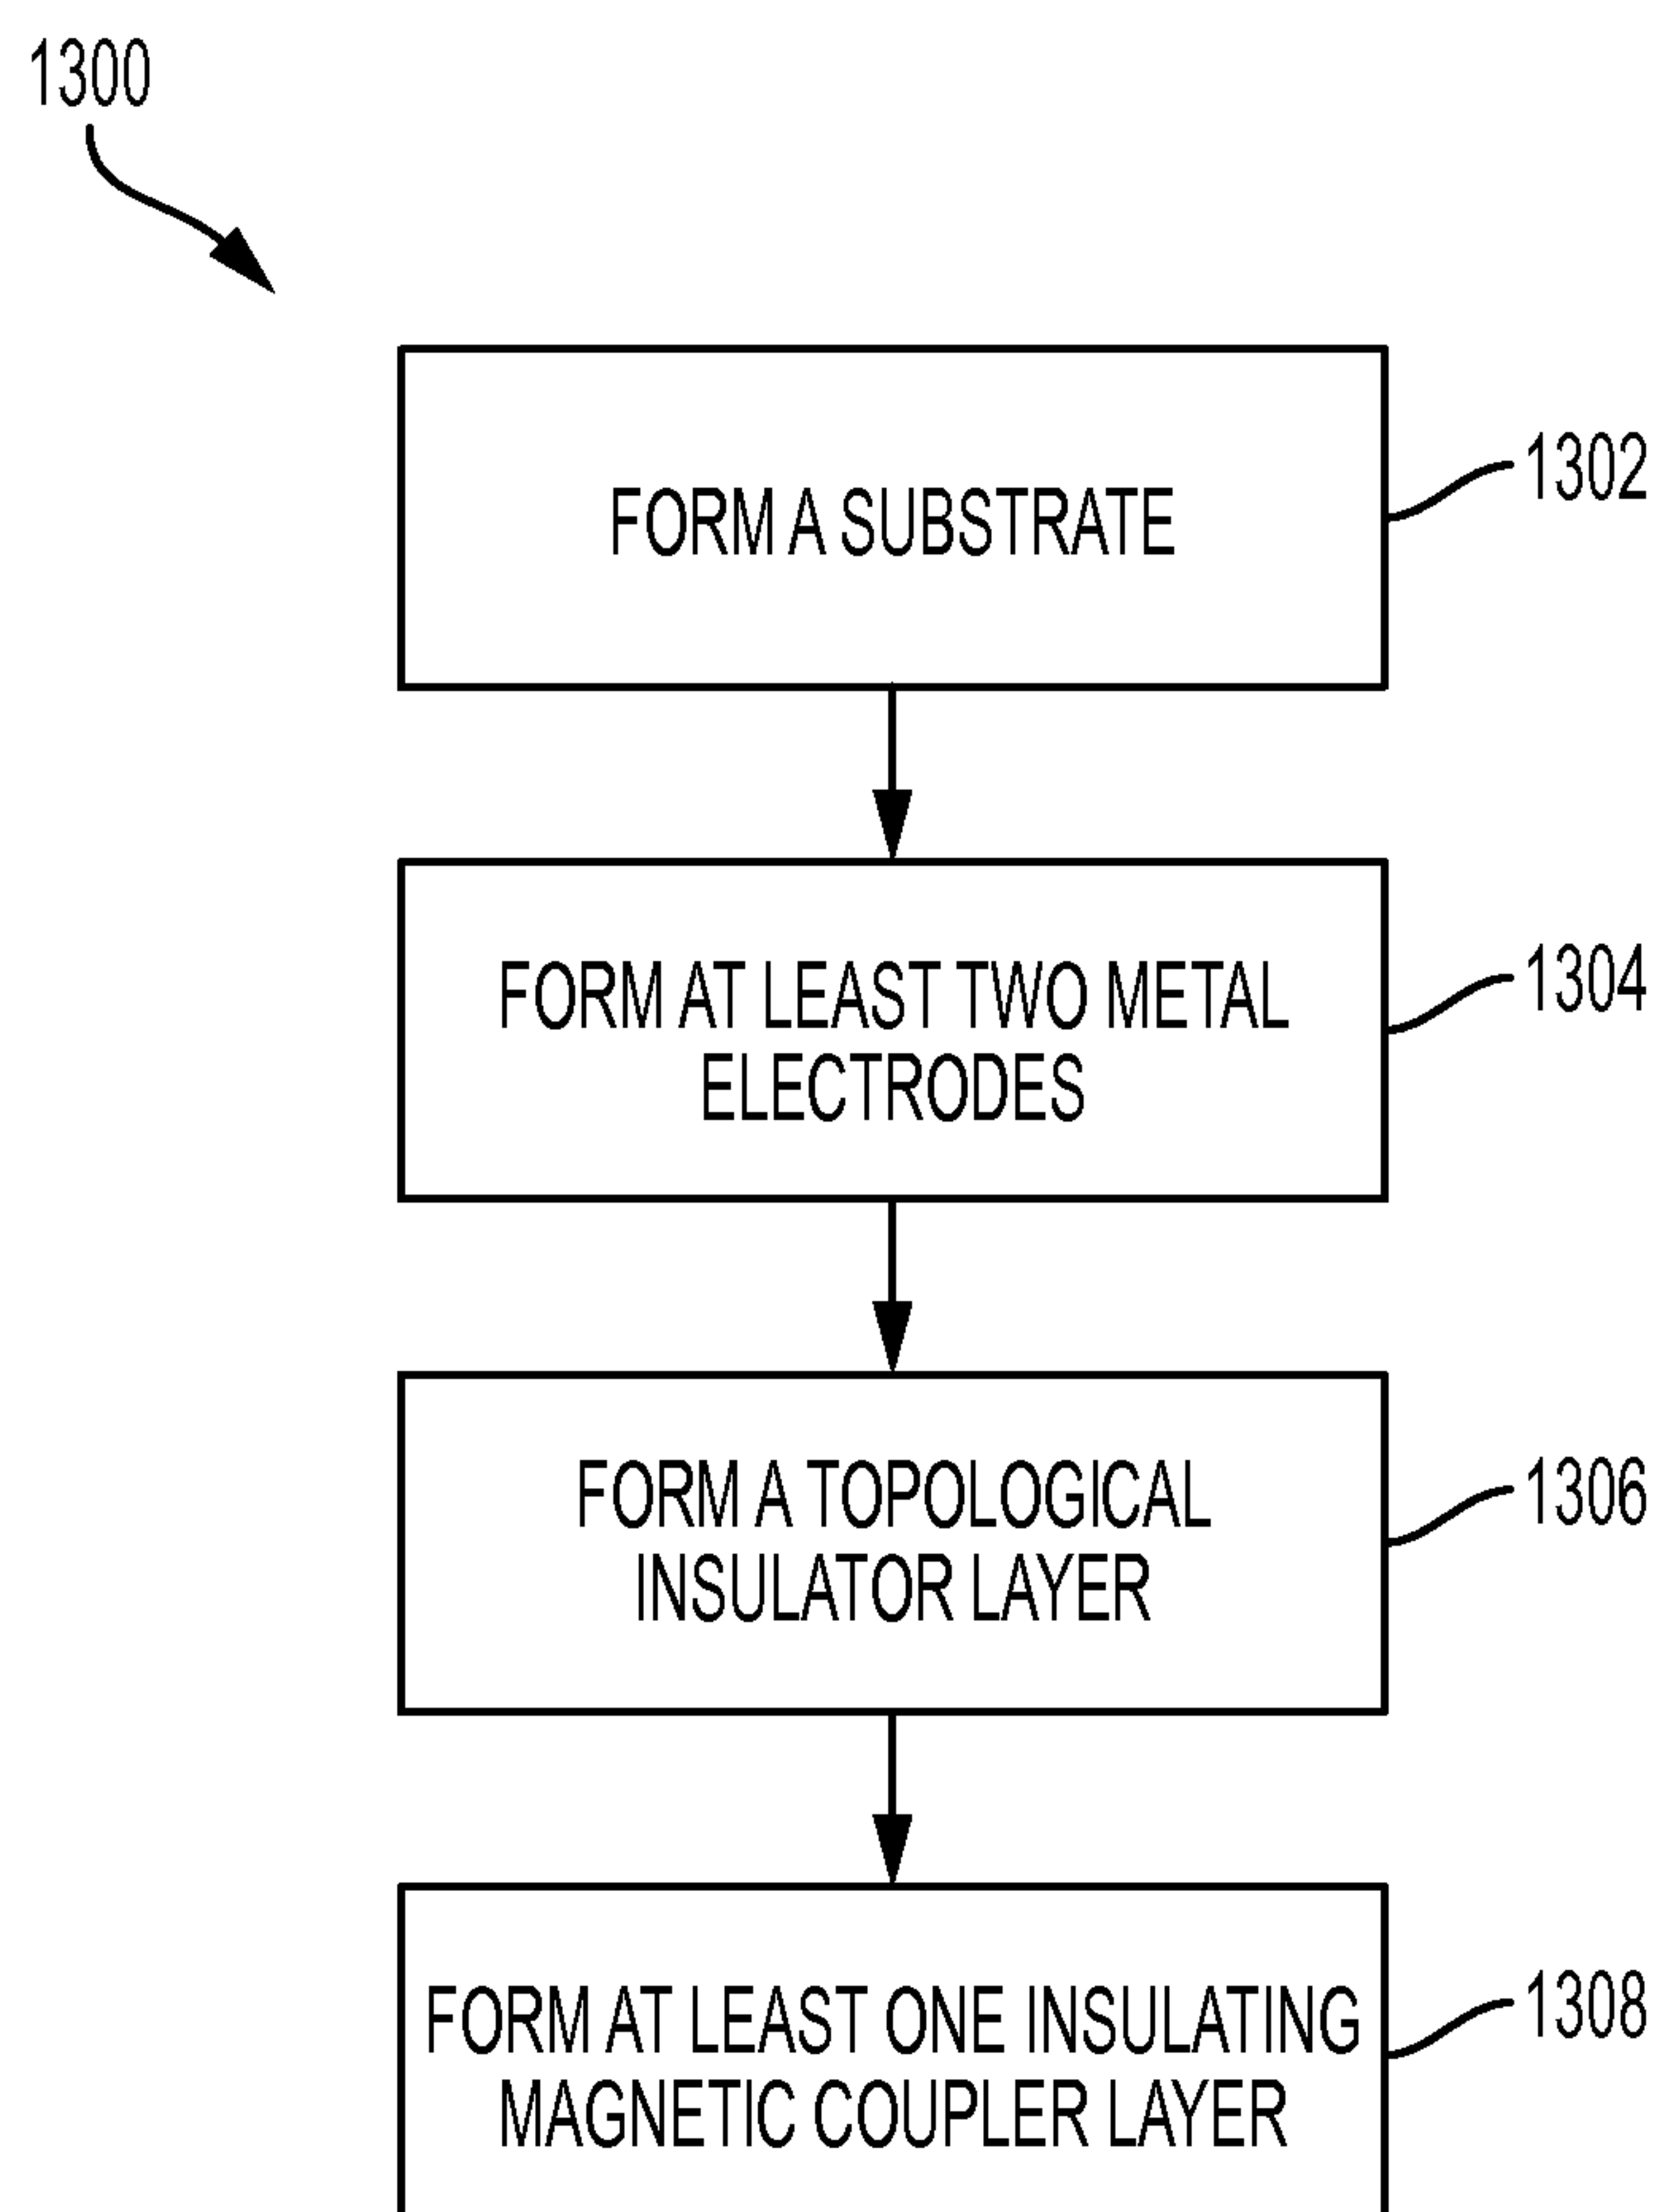 1300
FORM A SUBSTRATE
1302
FORM AT LEAST TWO METAL
ELECTRODES
1304
FORM A TOPOLOGICAL
INSULATOR LAYER
1306
FORM AT LEAST ONE INSULATING
MAGNETIC COUPLER LAYER
1308